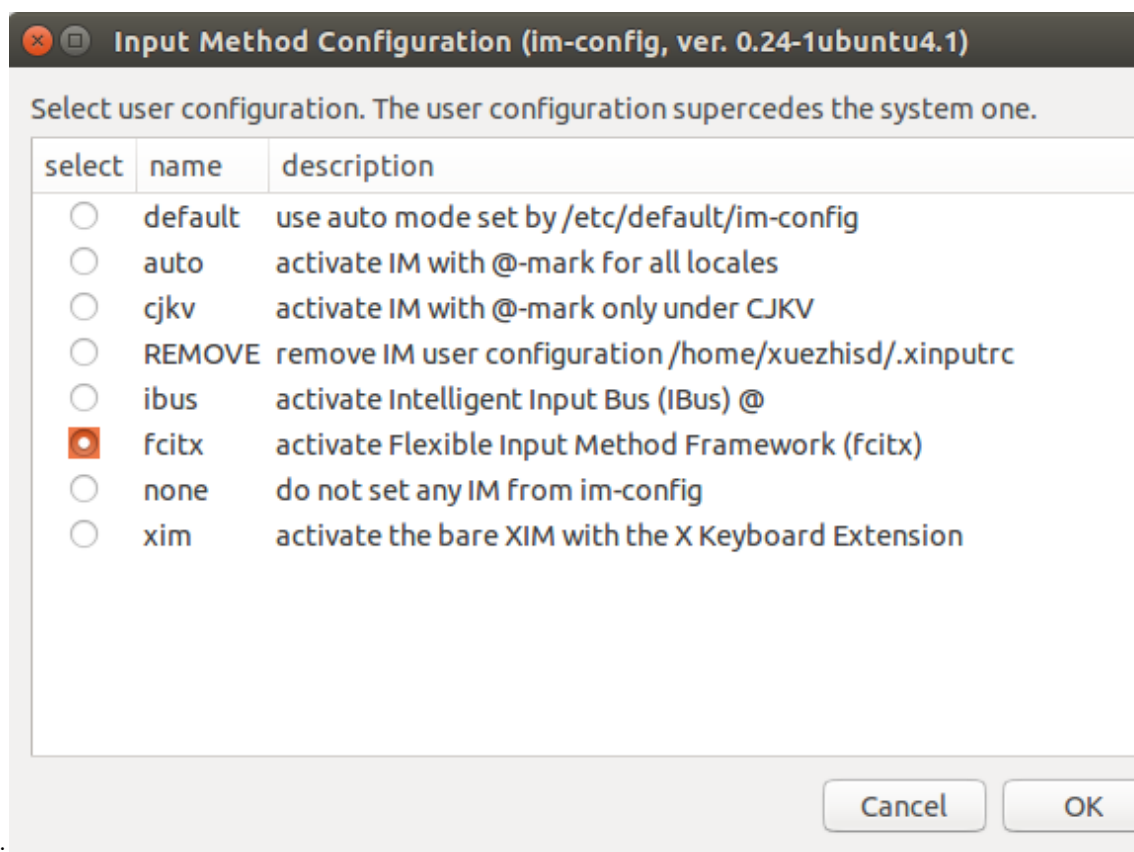 Input Method Configuration (im-config, ver. 0.24-1ubuntu4.1)
Select user configuration. The user configuration supercedes the system one.
select name description
default use auto mode set by /etc/default/im-config
auto activate IM with @-mark for all locales
cjkv activate IM with @-mark only under CJKV
REMOVE remove IM user configuration /home/xuezhisd/.xinputrc
ibus activate Intelligent Input Bus (IBus) @
fcitx activate Flexible Input Method Framework (fcitx)
none do not set any IM from im-config
xim activate the bare XIM with the X Keyboard Extension
Cancel OK
.